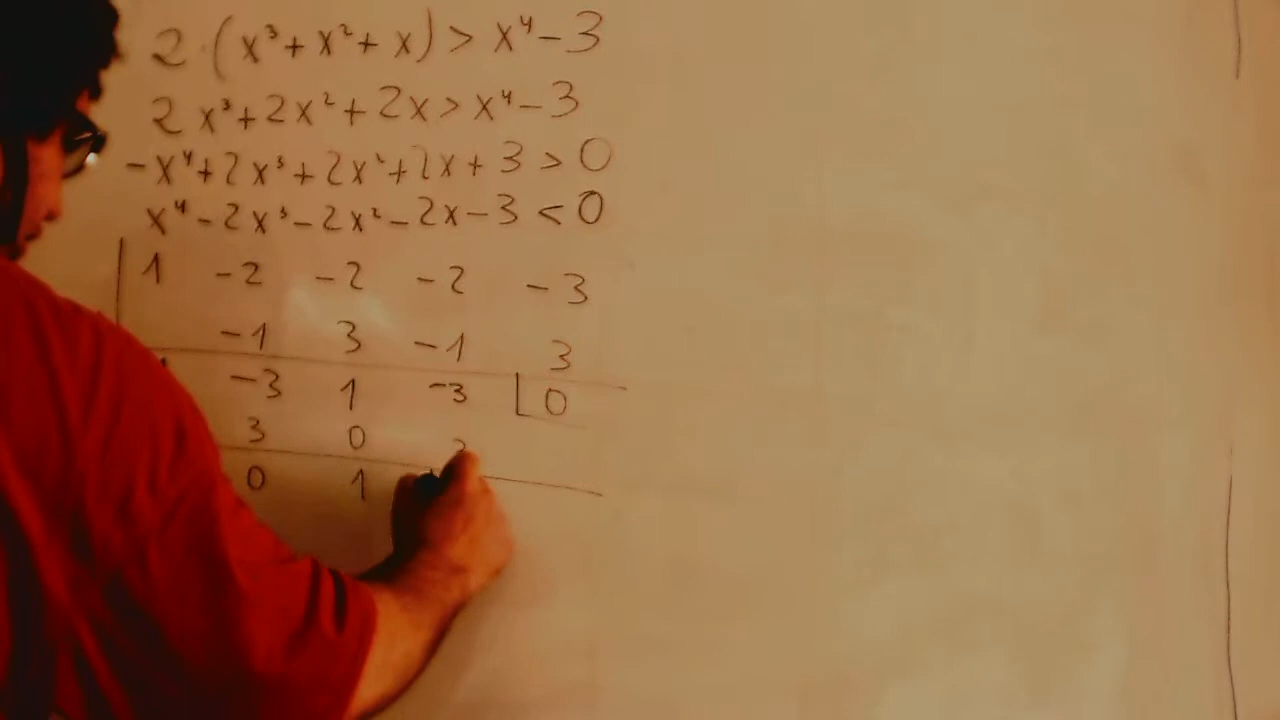 2·(x³+x²+x)>x⁴-3
2x³+2x²+2x>x⁴-3
-x⁴+2x³+2x²+2x+3>0
x⁴-2x³-2x²-2x-3<0
1 -2 -2 -2 -3
-1 3 -1 3
-3 1 -3 0
3 0
0 1